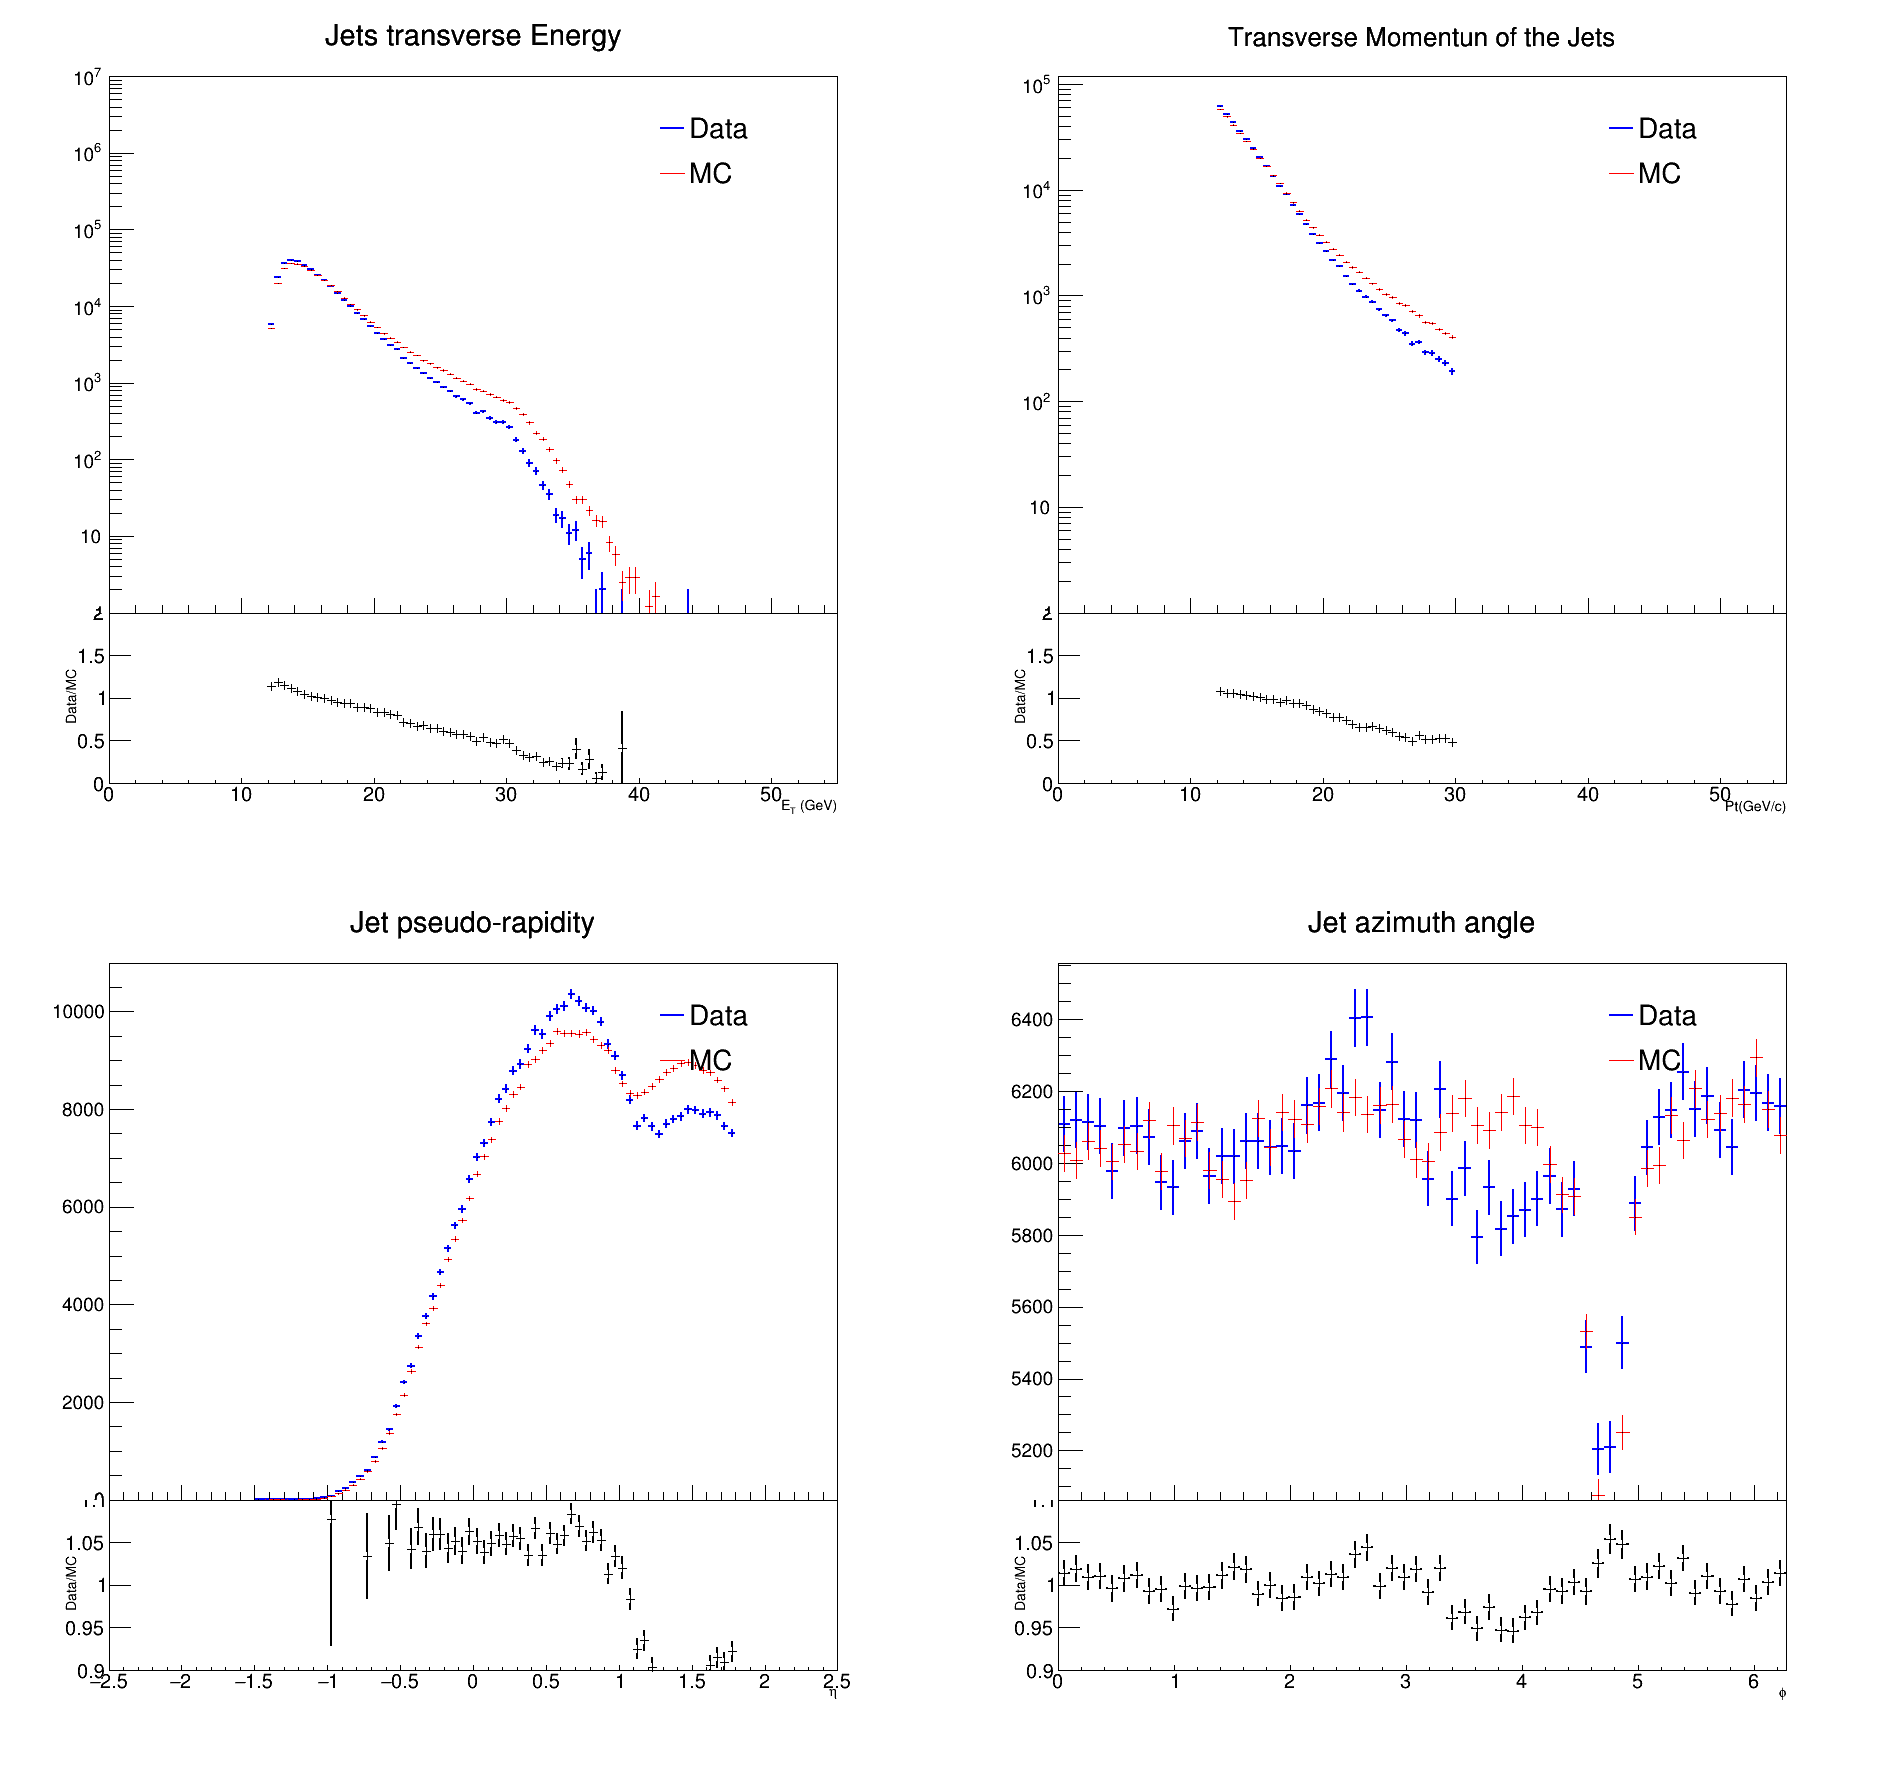 Jets transverse Energy
10^7
10^6
10^5
10^4
10^3
10^2
10
Data
MC
2
1.5
1
0.5
0
Data/MC
0 10 20 30 40 50
E_T (GeV)
Transverse Momentun of the Jets
10^5
10^4
10^3
10^2
10
Data
MC
2
1.5
1
0.5
0
Data/MC
0 10 20 30 40 50
Pt(GeV/c)
Jet pseudo-rapidity
10000
8000
6000
4000
2000
Data
MC
1.05
1
0.95
0.9
Data/MC
−2.5 −2 −1.5 −1 −0.5 0 0.5 1 1.5 2 2.5
η
Jet azimuth angle
6400
6200
6000
5800
5600
5400
5200
Data
MC
1.05
1
0.95
0.9
Data/MC
0 1 2 3 4 5 6
φ